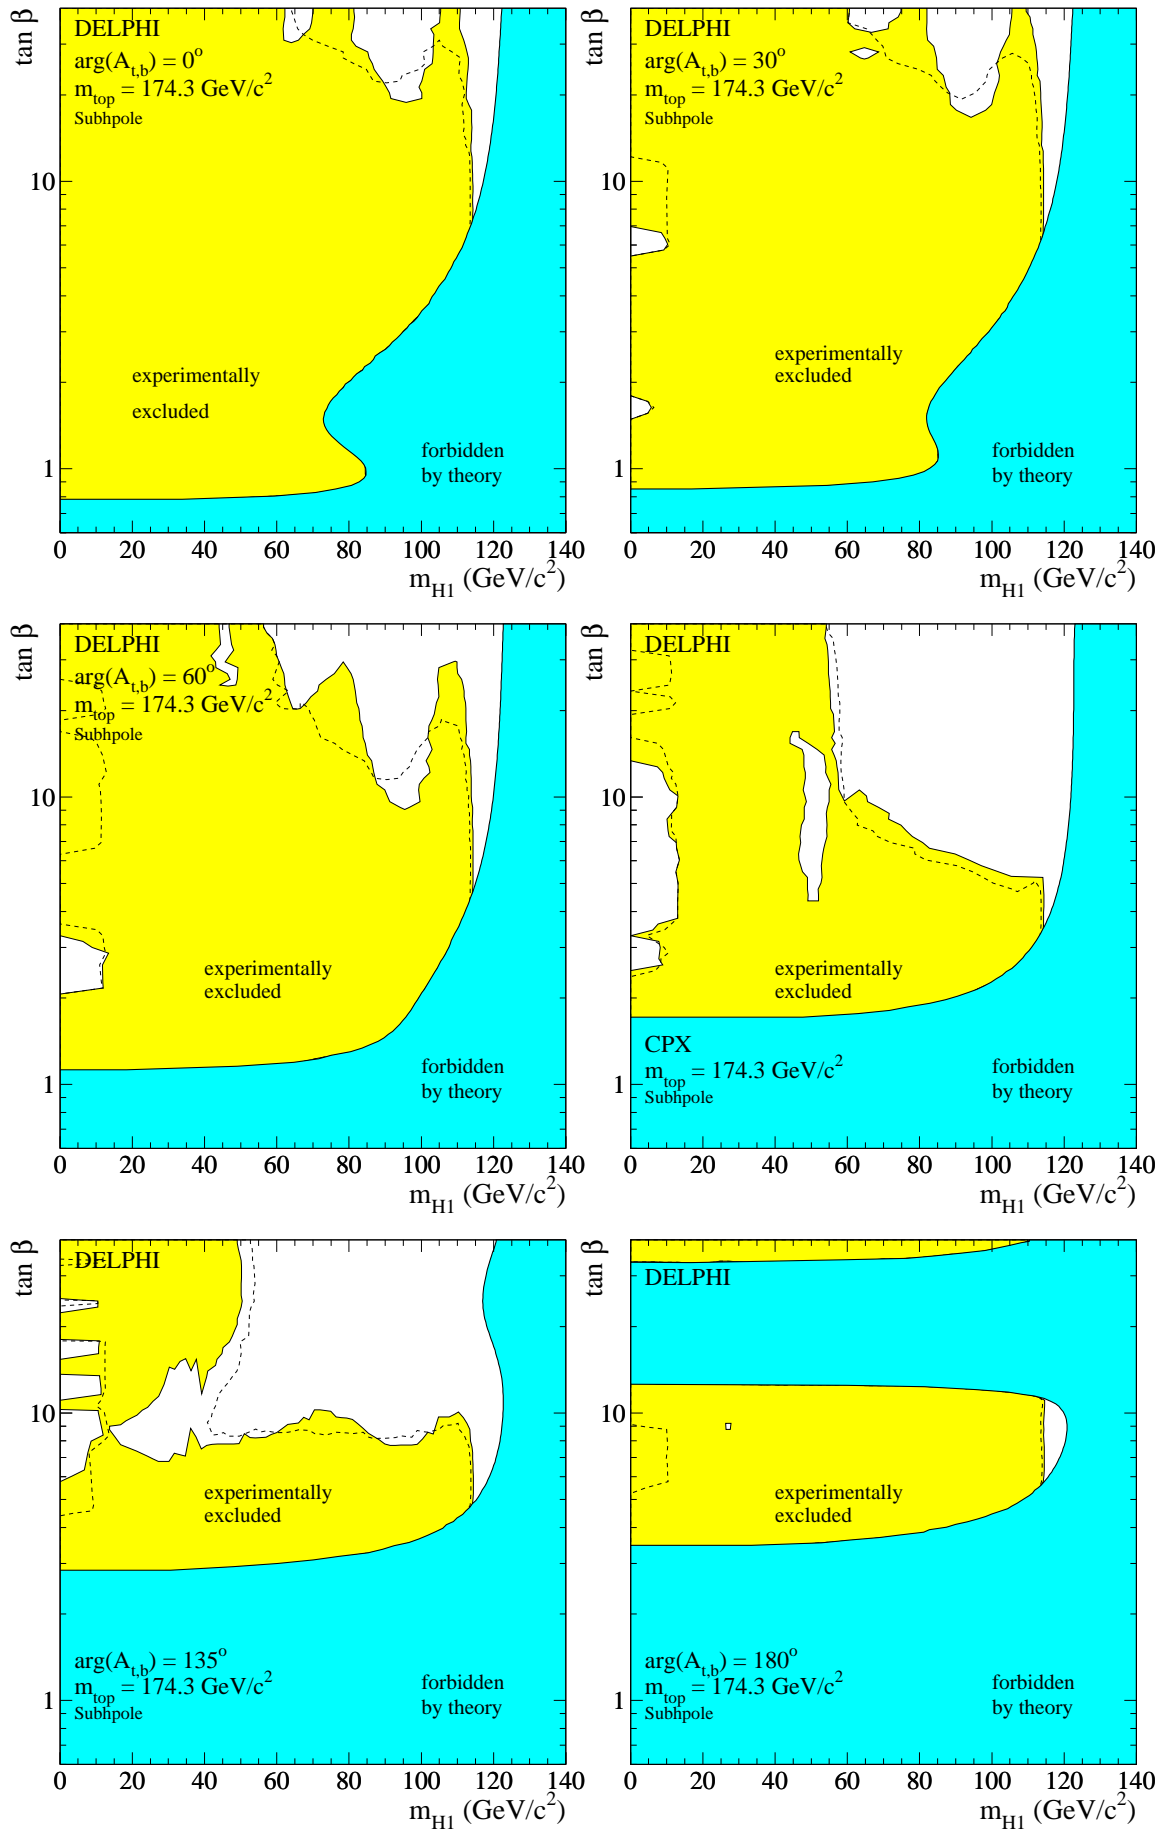 DELPHI
arg(A_t,b) = 0°
m_top = 174.3 GeV/c²
Subhpole
experimentally
excluded
forbidden
by theory
tan β
10
1
0 20 40 60 80 100 120 140
m_H1 (GeV/c²)
DELPHI
arg(A_t,b) = 30°
m_top = 174.3 GeV/c²
Subhpole
experimentally
excluded
forbidden
by theory
tan β
10
1
0 20 40 60 80 100 120 140
m_H1 (GeV/c²)
DELPHI
arg(A_t,b) = 60°
m_top = 174.3 GeV/c²
Subhpole
experimentally
excluded
forbidden
by theory
tan β
10
1
0 20 40 60 80 100 120 140
m_H1 (GeV/c²)
DELPHI
experimentally
excluded
CPX
m_top = 174.3 GeV/c²
Subhpole
forbidden
by theory
tan β
10
1
0 20 40 60 80 100 120 140
m_H1 (GeV/c²)
DELPHI
experimentally
excluded
arg(A_t,b) = 135°
m_top = 174.3 GeV/c²
Subhpole
forbidden
by theory
tan β
10
1
0 20 40 60 80 100 120 140
m_H1 (GeV/c²)
DELPHI
experimentally
excluded
arg(A_t,b) = 180°
m_top = 174.3 GeV/c²
Subhpole
forbidden
by theory
tan β
10
1
0 20 40 60 80 100 120 140
m_H1 (GeV/c²)